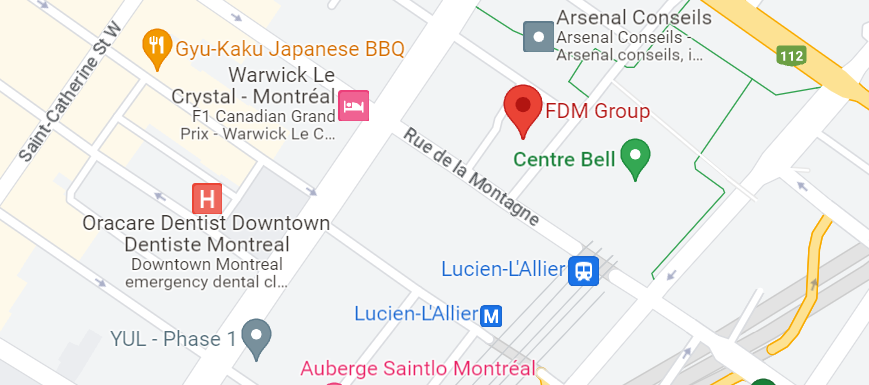 Arsenal Conseils
Arsenal Conseils -
Arsenal conseils, i...
Gyu-Kaku Japanese BBQ
112
Saint-Catherine St W
Warwick Le
Crystal - Montréal
F1 Canadian Grand
Prix - Warwick Le C...
FDM Group
Rue de la Montagne
Centre Bell
H
Oracare Dentist Downtown
Dentiste Montreal
Downtown Montreal
emergency dental cl...
Lucien-L'Allier
Lucien-L'Allier M
YUL - Phase 1
Auberge Saintlo Montréal